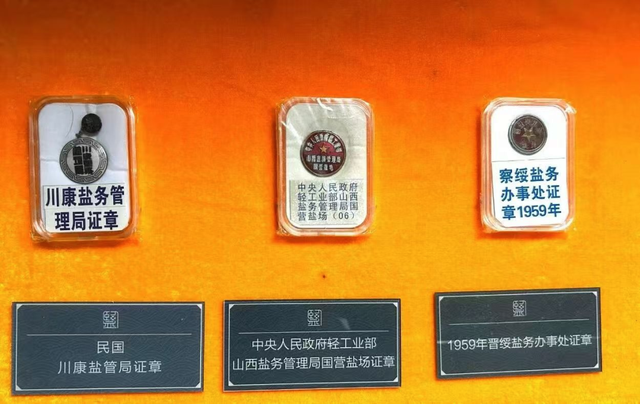 川康盐务管
理局证章
中央人民政府
轻工业部山西
盐务管理局国
营盐场(06)
察绥盐务
办事处证
章1959年
民国
川康盐管局证章
中央人民政府轻工业部
山西盐务管理局国营盐场证章
1959年晋绥盐务办事处证章